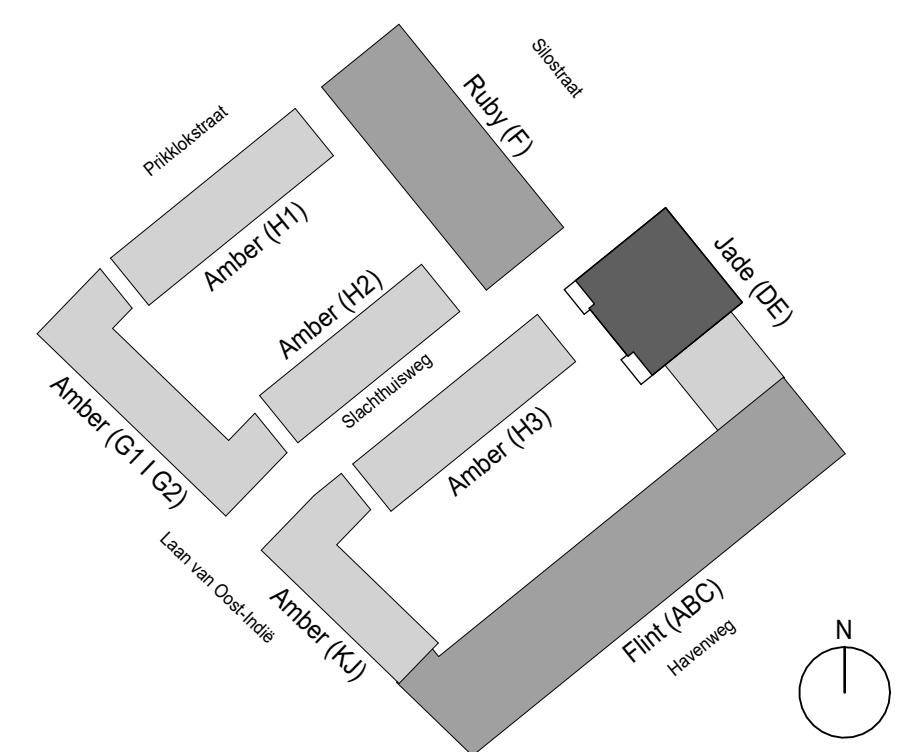 Silostraat
Ruby (F)
Prikklokstraat
Amber (H1)
Jade (DE)
Amber (H2)
Slachthuisweg
Amber (G1 I G2)
Amber (H3)
Laan van Oost-Indië
Amber (KJ)
Flint (ABC)
Havenweg
N